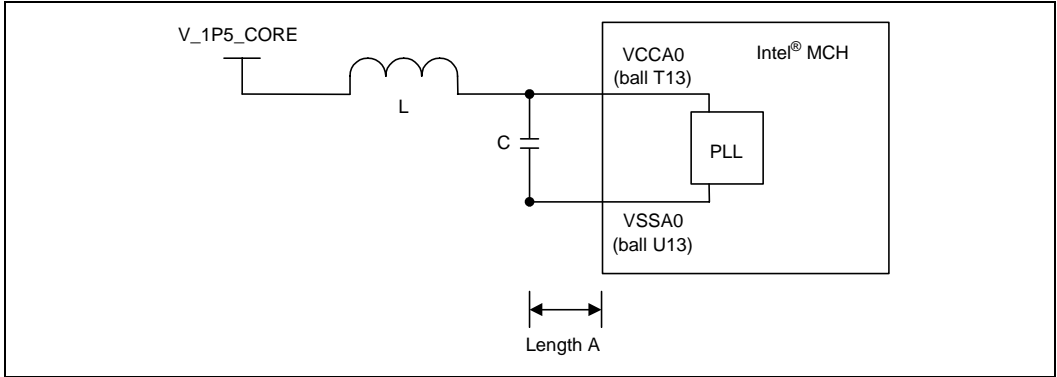 V_1P5_CORE
L
C
VCCA0
(ball T13)
Intel® MCH
PLL
VSSA0
(ball U13)
Length A